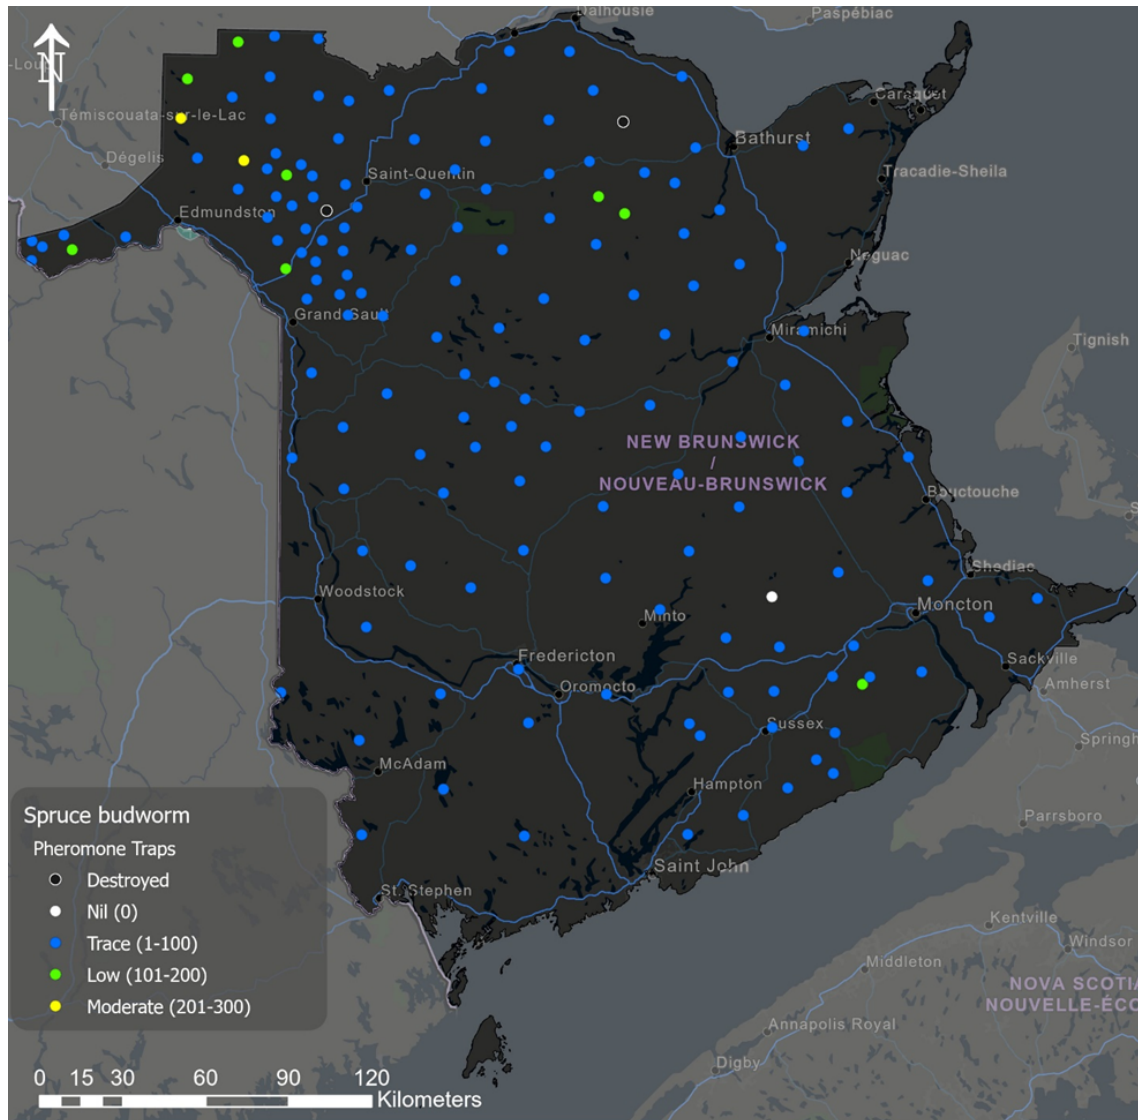 Dalhousie
Paspébiac
N
Témiscouata-sur-le-Lac
Caraquet
Bathurst
Dégelis
Saint-Quentin
Tracadie-Sheila
Edmundston
Neguac
Grand-Sault
Miramichi
Tignish
NEW BRUNSWICK
/
NOUVEAU-BRUNSWICK
Bouctouche
Shediac
Woodstock
Moncton
Minto
Fredericton
Sackville
Oromocto
Amherst
Sussex
Springh
McAdam
Hampton
Spruce budworm
Parrsboro
Pheromone Traps
Saint John
Destroyed
St. Stephen
Nil (0)
Kentville
Trace (1-100)
Windsor
Middleton
Low (101-200)
NOVA SCOTIA
NOUVELLE-ÉCO
Moderate (201-300)
Annapolis Royal
Digby
0 15 30 60 90 120
Kilometers